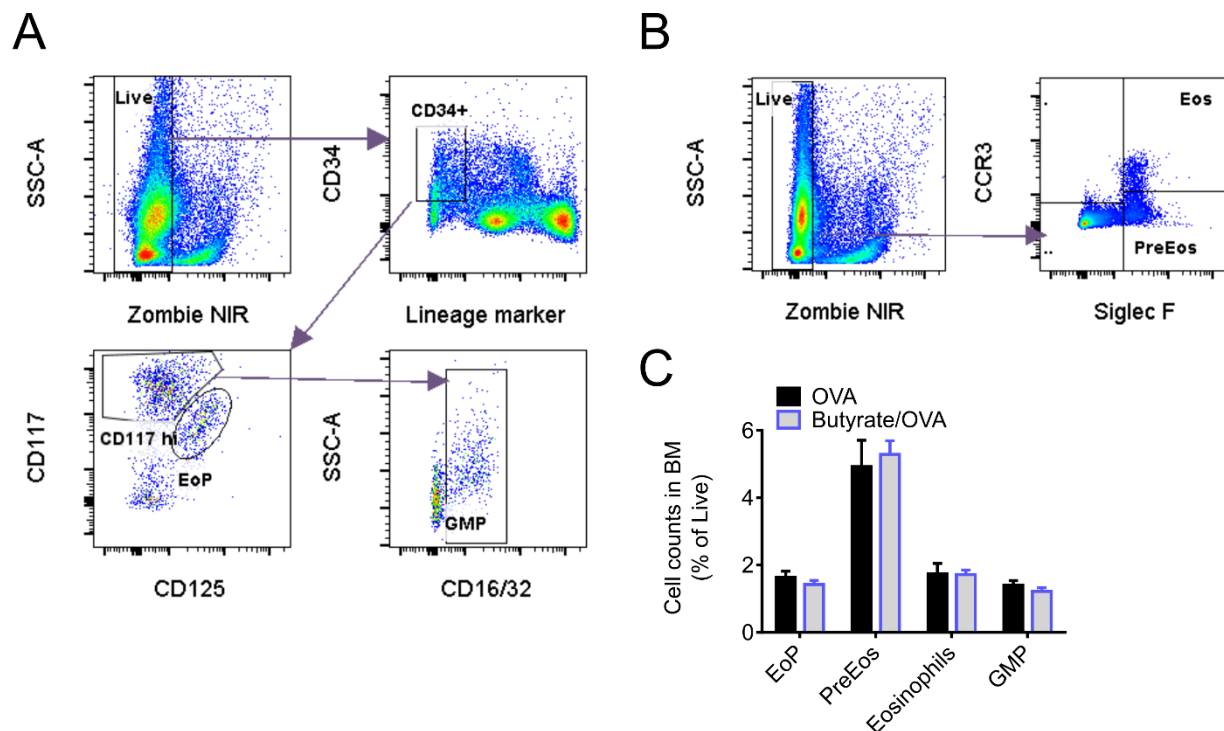 A
SSC-A
Live
Zombie NIR
CD34
CD34+
Lineage marker
CD117
CD117 hi
EoP
CD125
SSC-A
GMP
CD16/32
B
SSC-A
Live
Zombie NIR
CCR3
.
Eos
..
PreEos
Siglec F
C
OVA
Butyrate/OVA
Cell counts in BM
(% of Live)
6
4
2
0
EoP
PreEos
Eosinophils
GMP